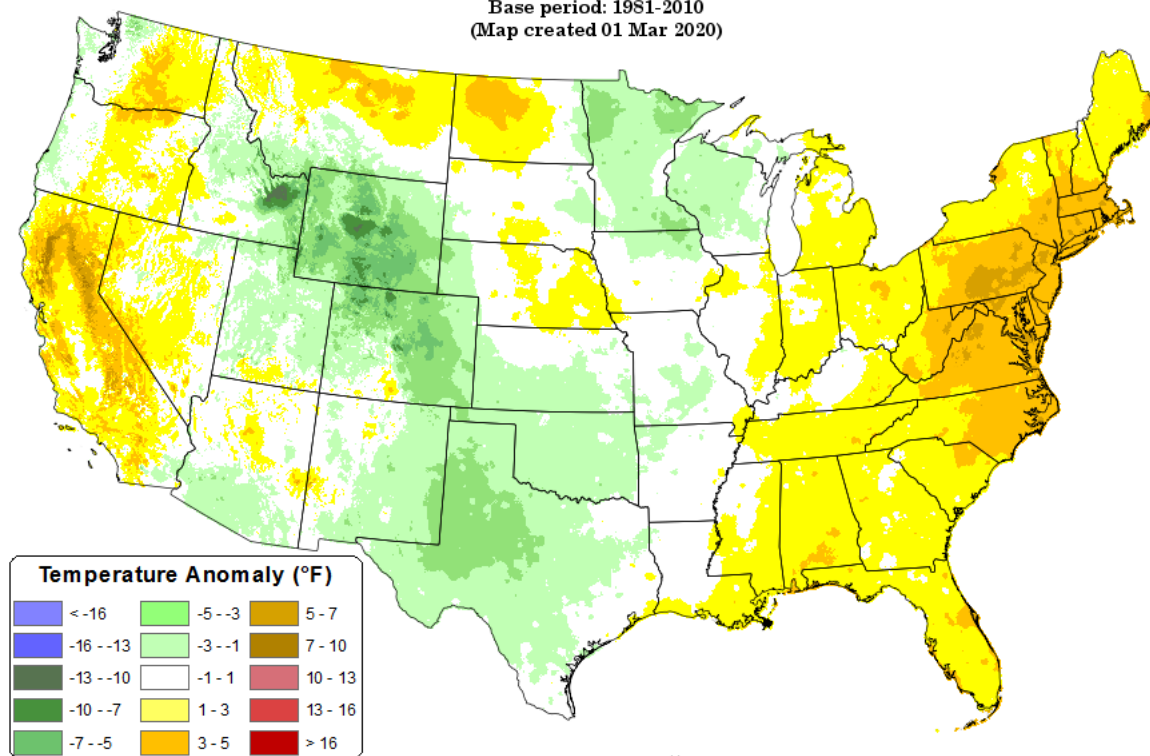 Base period: 1981-2010
(Map created 01 Mar 2020)
Temperature Anomaly (°F)
< -16
-16 - -13
-13 - -10
-10 - -7
-7 - -5
-5 - -3
-3 - -1
-1 - 1
1 - 3
3 - 5
5 - 7
7 - 10
10 - 13
13 - 16
> 16